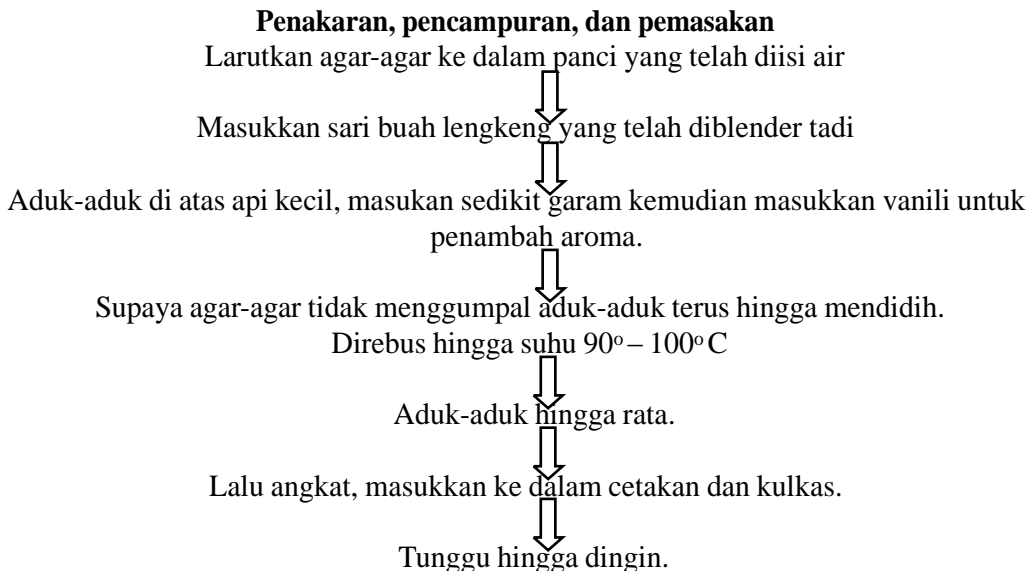 Penakaran, pencampuran, dan pemasakan
Larutkan agar-agar ke dalam panci yang telah diisi air
Masukkan sari buah lengkeng yang telah diblender tadi
Aduk-aduk di atas api kecil, masukan sedikit garam kemudian masukkan vanili untuk
penambah aroma.
Supaya agar-agar tidak menggumpal aduk-aduk terus hingga mendidih.
Direbus hingga suhu 90º – 100º C
Aduk-aduk hingga rata.
Lalu angkat, masukkan ke dalam cetakan dan kulkas.
Tunggu hingga dingin.